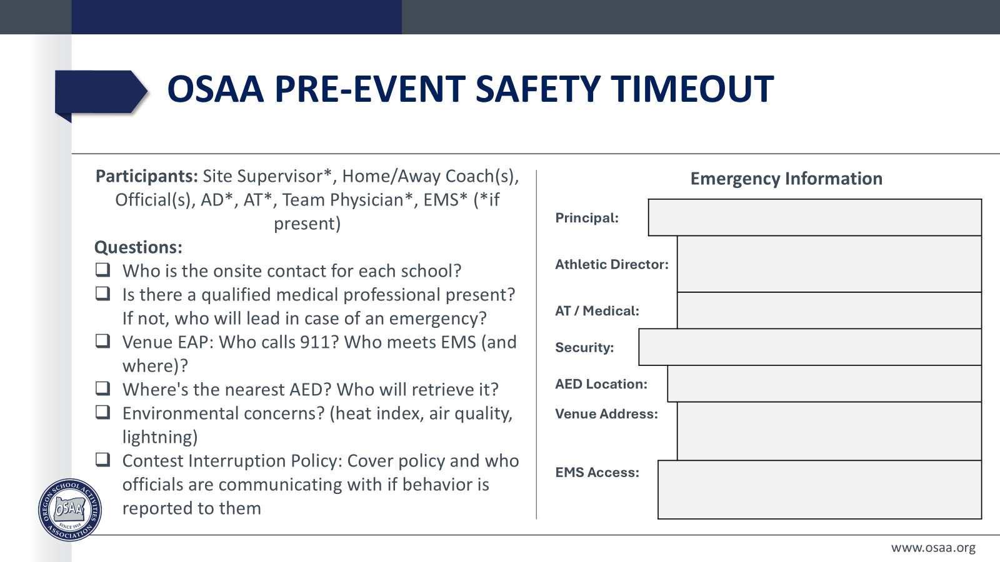 OSAA PRE-EVENT SAFETY TIMEOUT
Participants: Site Supervisor*, Home/Away Coach(s),
Official(s), AD*, AT*, Team Physician*, EMS* (*if
present)
Questions:
❑ Who is the onsite contact for each school?
❑ Is there a qualified medical professional present?
If not, who will lead in case of an emergency?
❑ Venue EAP: Who calls 911? Who meets EMS (and
where)?
❑ Where's the nearest AED? Who will retrieve it?
❑ Environmental concerns? (heat index, air quality,
lightning)
❑ Contest Interruption Policy: Cover policy and who
officials are communicating with if behavior is
reported to them
Emergency Information
Principal:
Athletic Director:
AT / Medical:
Security:
AED Location:
Venue Address:
EMS Access:
OREGON SCHOOL ACTIVITIES
OSAA
SINCE 1918
ASSOCIATION
www.osaa.org